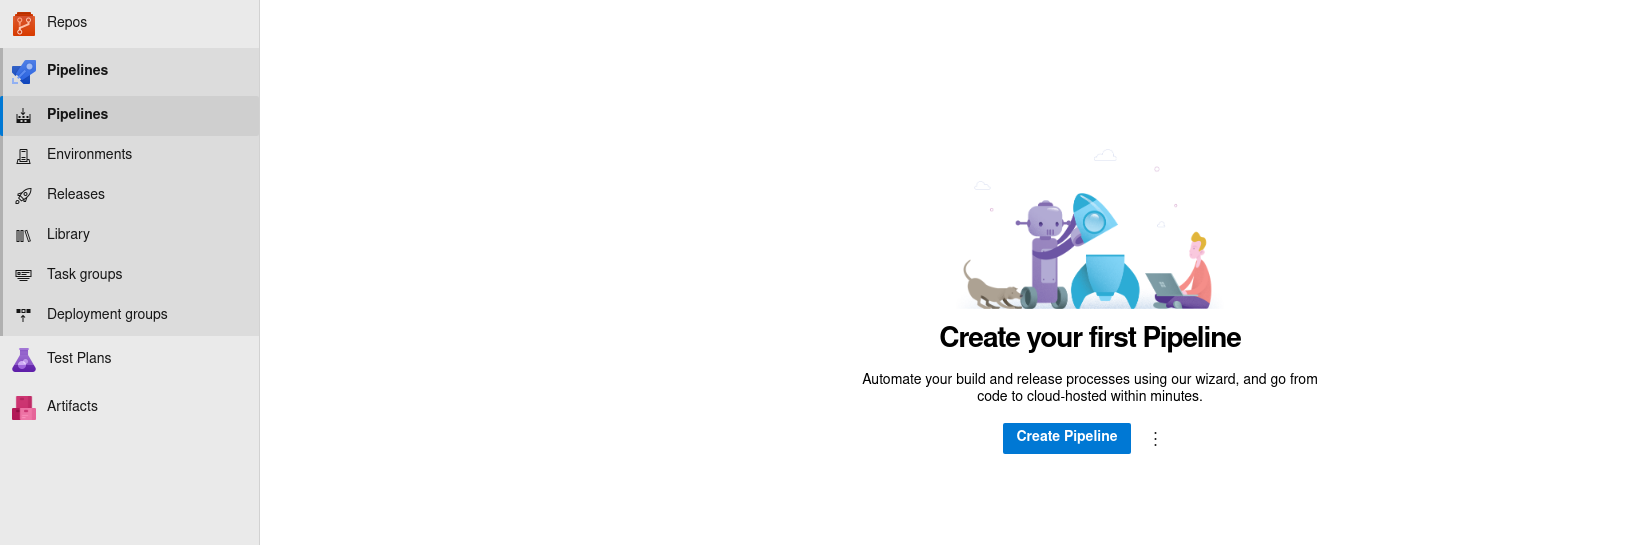 Repos
Pipelines
Pipelines
Environments
Releases
Library
Task groups
Deployment groups
Test Plans
Artifacts
Create your first Pipeline
Automate your build and release processes using our wizard, and go from
code to cloud-hosted within minutes.
Create Pipeline